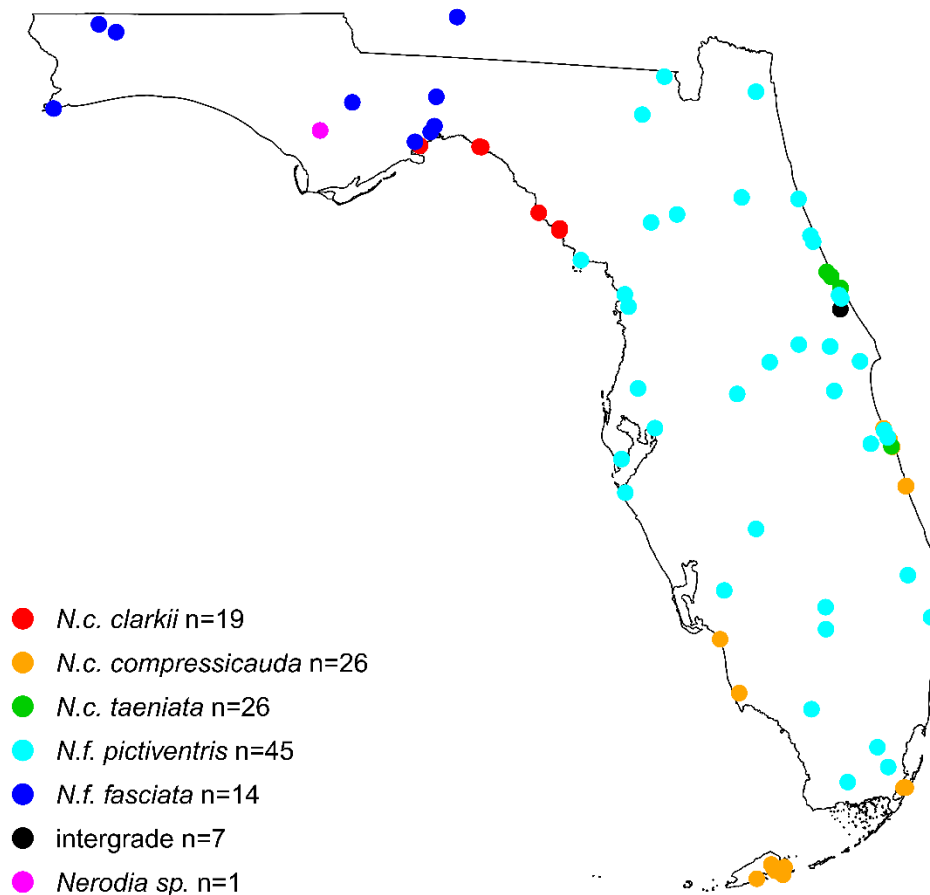 N.c. clarkii n=19
N.c. compressicauda n=26
N.c. taeniata n=26
N.f. pictiventris n=45
N.f. fasciata n=14
intergrade n=7
Nerodia sp. n=1